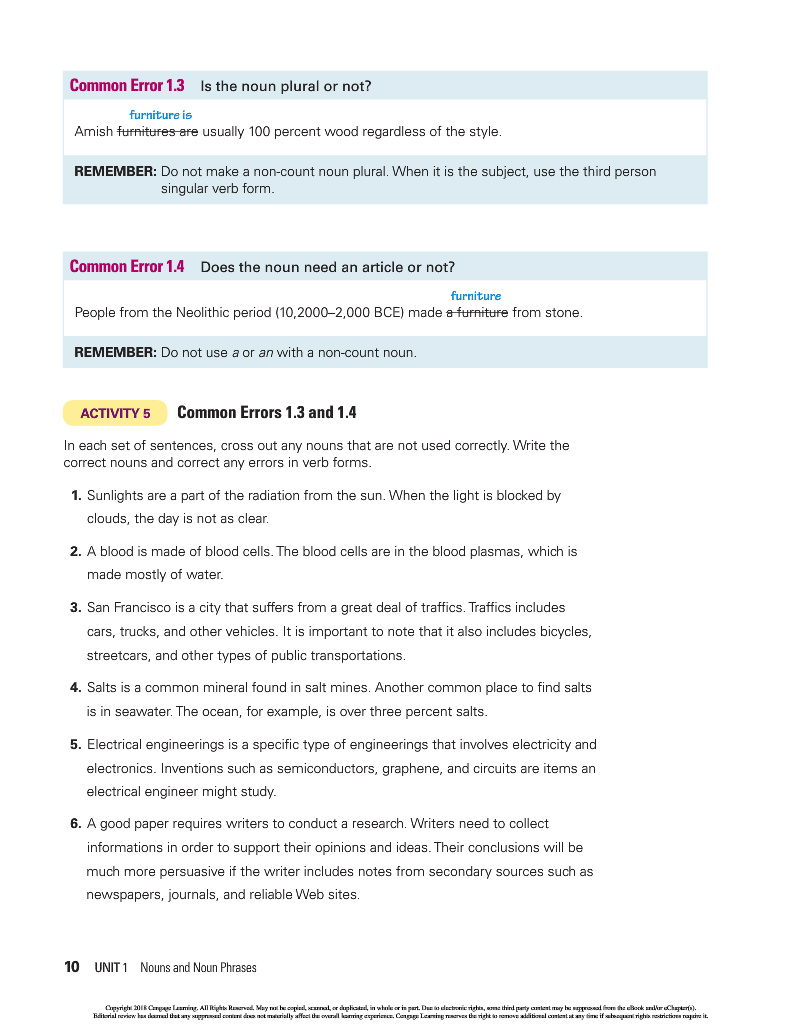 Common Error 1.3 Is the noun plural or not?
furniture is
Amish furnitures are usually 100 percent wood regardless of the style.
REMEMBER: Do not make a non-count noun plural. When it is the subject, use the third person
singular verb form.
Common Error 1.4 Does the noun need an article or not?
furniture
People from the Neolithic period (10,2000–2,000 BCE) made a furniture from stone.
REMEMBER: Do not use a or an with a non-count noun.
ACTIVITY 5 Common Errors 1.3 and 1.4
In each set of sentences, cross out any nouns that are not used correctly. Write the
correct nouns and correct any errors in verb forms.
1. Sunlights are a part of the radiation from the sun. When the light is blocked by
clouds, the day is not as clear.
2. A blood is made of blood cells. The blood cells are in the blood plasmas, which is
made mostly of water.
3. San Francisco is a city that suffers from a great deal of traffics. Traffics includes
cars, trucks, and other vehicles. It is important to note that it also includes bicycles,
streetcars, and other types of public transportations.
4. Salts is a common mineral found in salt mines. Another common place to find salts
is in seawater. The ocean, for example, is over three percent salts.
5. Electrical engineerings is a specific type of engineerings that involves electricity and
electronics. Inventions such as semiconductors, graphene, and circuits are items an
electrical engineer might study.
6. A good paper requires writers to conduct a research. Writers need to collect
informations in order to support their opinions and ideas. Their conclusions will be
much more persuasive if the writer includes notes from secondary sources such as
newspapers, journals, and reliable Web sites.
10 UNIT 1 Nouns and Noun Phrases
Copyright 2018 Cengage Learning. All Rights Reserved. May not be copied, scanned, or duplicated, in whole or in part. Due to electronic rights, some third party content may be suppressed from the eBook and/or eChapter(s).
Editorial review has deemed that any suppressed content does not materially affect the overall learning experience. Cengage Learning reserves the right to remove additional content at any time if subsequent rights restrictions require it.